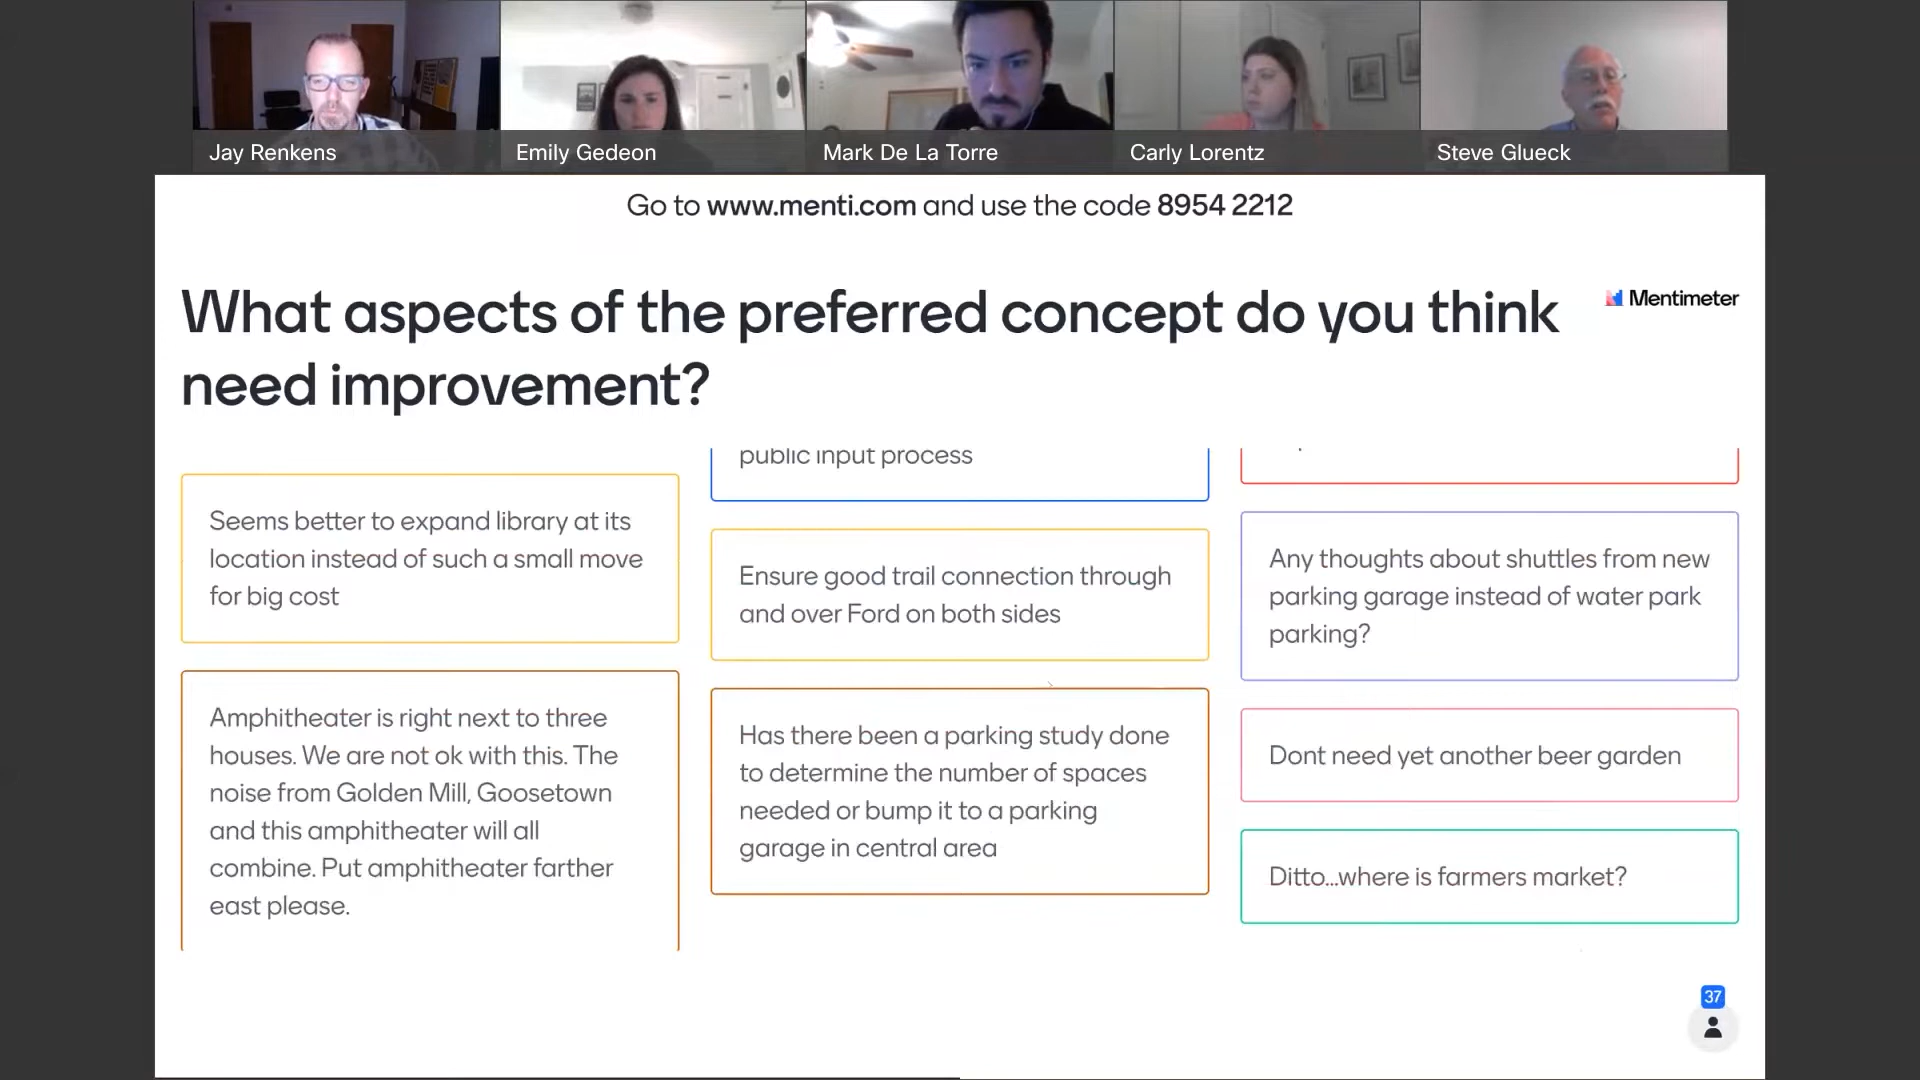 Jay Renkens
Emily Gedeon
Mark De La Torre
Carly Lorentz
Steve Glueck
Go to www.menti.com and use the code 8954 2212
What aspects of the preferred concept do you think
need improvement?
Mentimeter
Seems better to expand library at its
location instead of such a small move
for big cost
Amphitheater is right next to three
houses. We are not ok with this. The
noise from Golden Mill, Goosetown
and this amphitheater will all
combine. Put amphitheater farther
east please.
public input process
Ensure good trail connection through
and over Ford on both sides
Has there been a parking study done
to determine the number of spaces
needed or bump it to a parking
garage in central area
Any thoughts about shuttles from new
parking garage instead of water park
parking?
Dont need yet another beer garden
Ditto...where is farmers market?
37